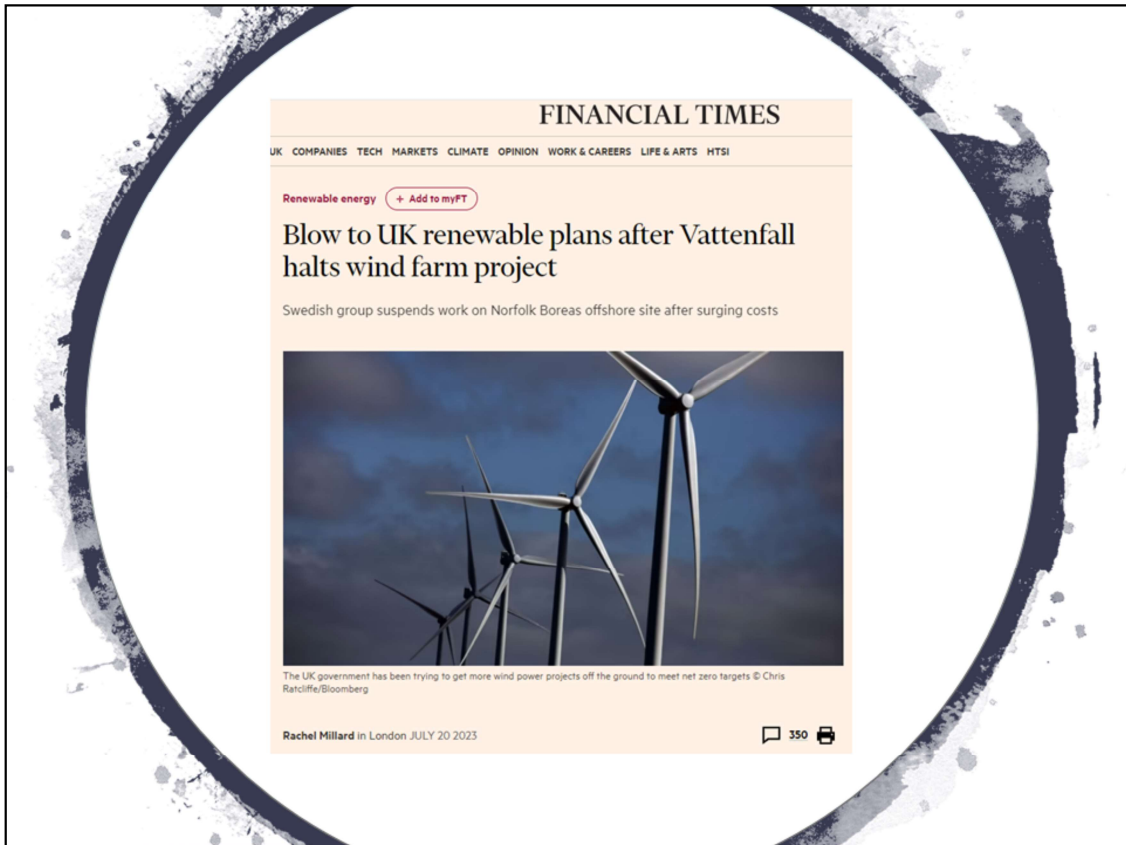 FINANCIAL TIMES
UK COMPANIES TECH MARKETS CLIMATE OPINION WORK & CAREERS LIFE & ARTS HTSI
Renewable energy + Add to myFT
Blow to UK renewable plans after Vattenfall
halts wind farm project
Swedish group suspends work on Norfolk Boreas offshore site after surging costs
The UK government has been trying to get more wind power projects off the ground to meet net zero targets © Chris
Ratcliffe/Bloomberg
Rachel Millard in London JULY 20 2023
350